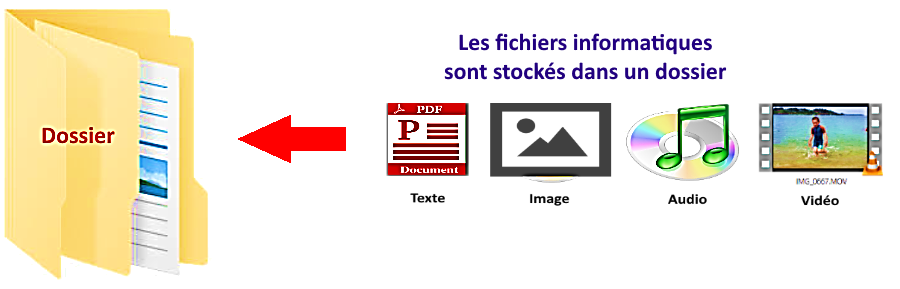 Les fichiers informatiques
sont stockés dans un dossier
Dossier
PDF
P
Document
IMG_0667.MOV
Texte
Image
Audio
Vidéo